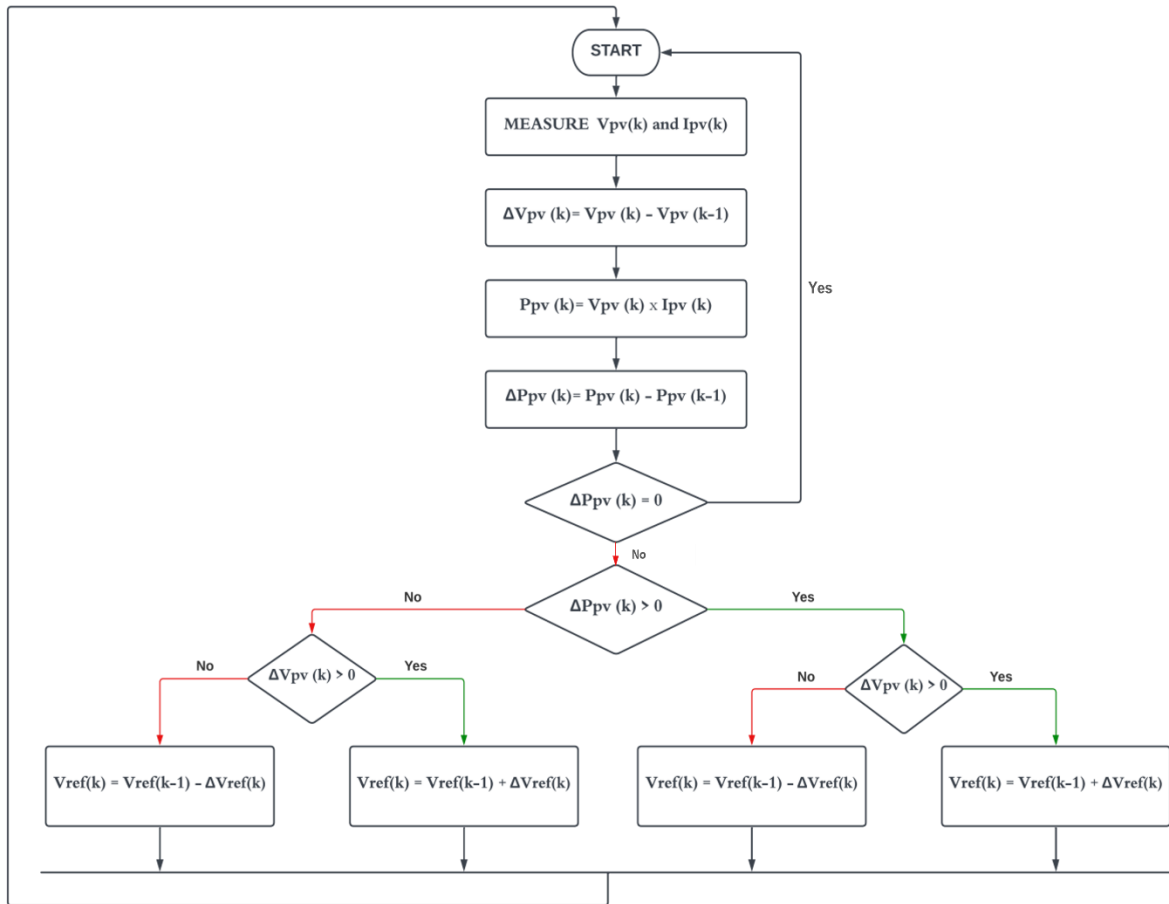 START
MEASURE Vpv(k) and Ipv(k)
ΔVpv (k)= Vpv (k) - Vpv (k-1)
Yes
Ppv (k)= Vpv (k) x Ipv (k)
ΔPpv (k)= Ppv (k) - Ppv (k-1)
ΔPpv (k) = 0
No
No
ΔPpv (k) > 0
Yes
No
ΔVpv (k) > 0
Yes
No
ΔVpv (k) > 0
Yes
Vref(k) = Vref(k-1) - ΔVref(k)
Vref(k) = Vref(k-1) + ΔVref(k)
Vref(k) = Vref(k-1) - ΔVref(k)
Vref(k) = Vref(k-1) + ΔVref(k)